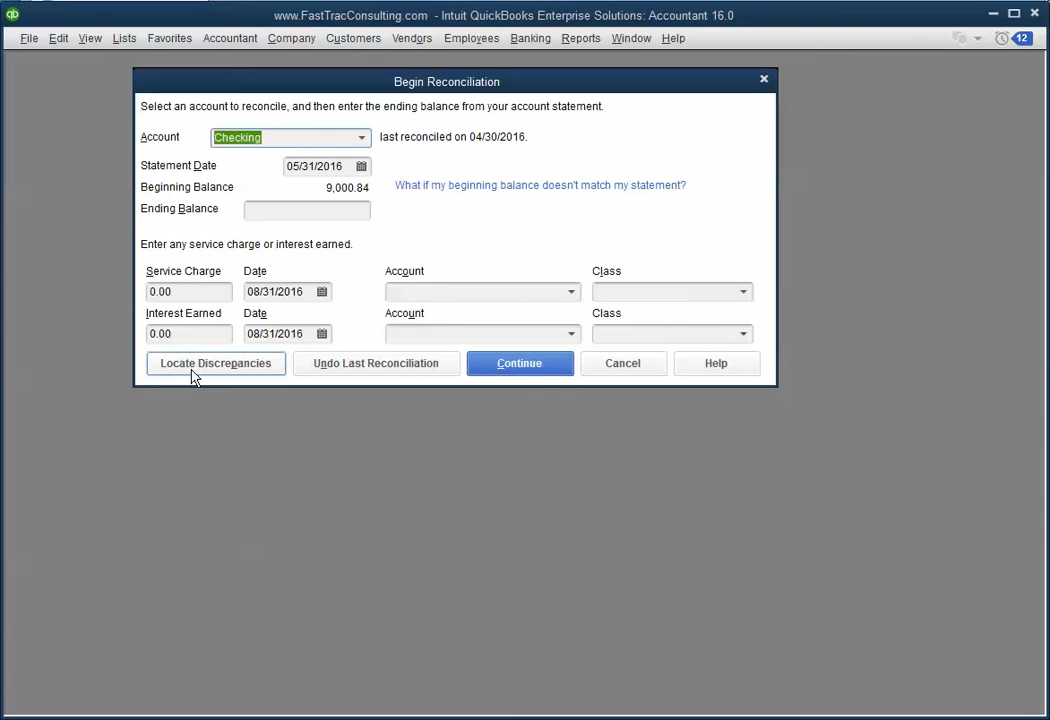 qb
www.FastTracConsulting.com - Intuit QuickBooks Enterprise Solutions: Accountant 16.0
File Edit View Lists Favorites Accountant Company Customers Vendors Employees Banking Reports Window Help 12
Begin Reconciliation
Select an account to reconcile, and then enter the ending balance from your account statement.
Account Checking last reconciled on 04/30/2016.
Statement Date 05/31/2016
Beginning Balance 9,000.84 What if my beginning balance doesn't match my statement?
Ending Balance
Enter any service charge or interest earned.
Service Charge Date Account Class
0.00 08/31/2016
Interest Earned Date Account Class
0.00 08/31/2016
Locate Discrepancies Undo Last Reconciliation Continue Cancel Help